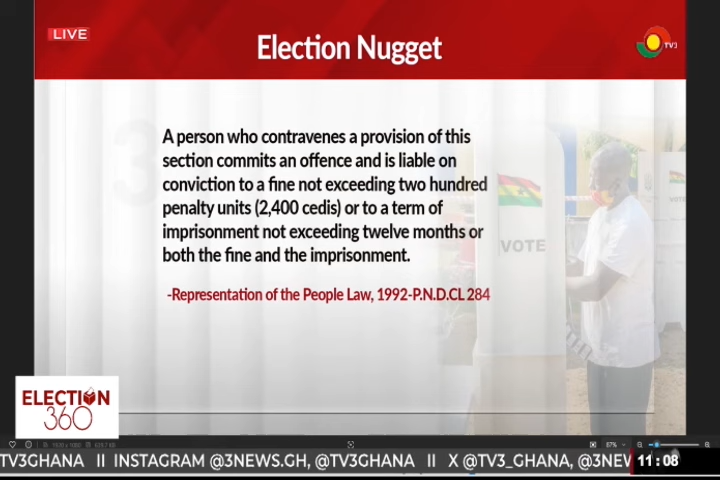 LIVE
Election Nugget
TV3
A person who contravenes a provision of this
section commits an offence and is liable on
conviction to a fine not exceeding two hundred
penalty units (2,400 cedis) or to a term of
imprisonment not exceeding twelve months or
both the fine and the imprisonment.
-Representation of the People Law, 1992-P.N.D.CL 284
VOTE
ELECTION
360
67%
TV3GHANA II INSTAGRAM @3NEWS.GH, @TV3GHANA II X @TV3_GHANA, @3NEV
11:08